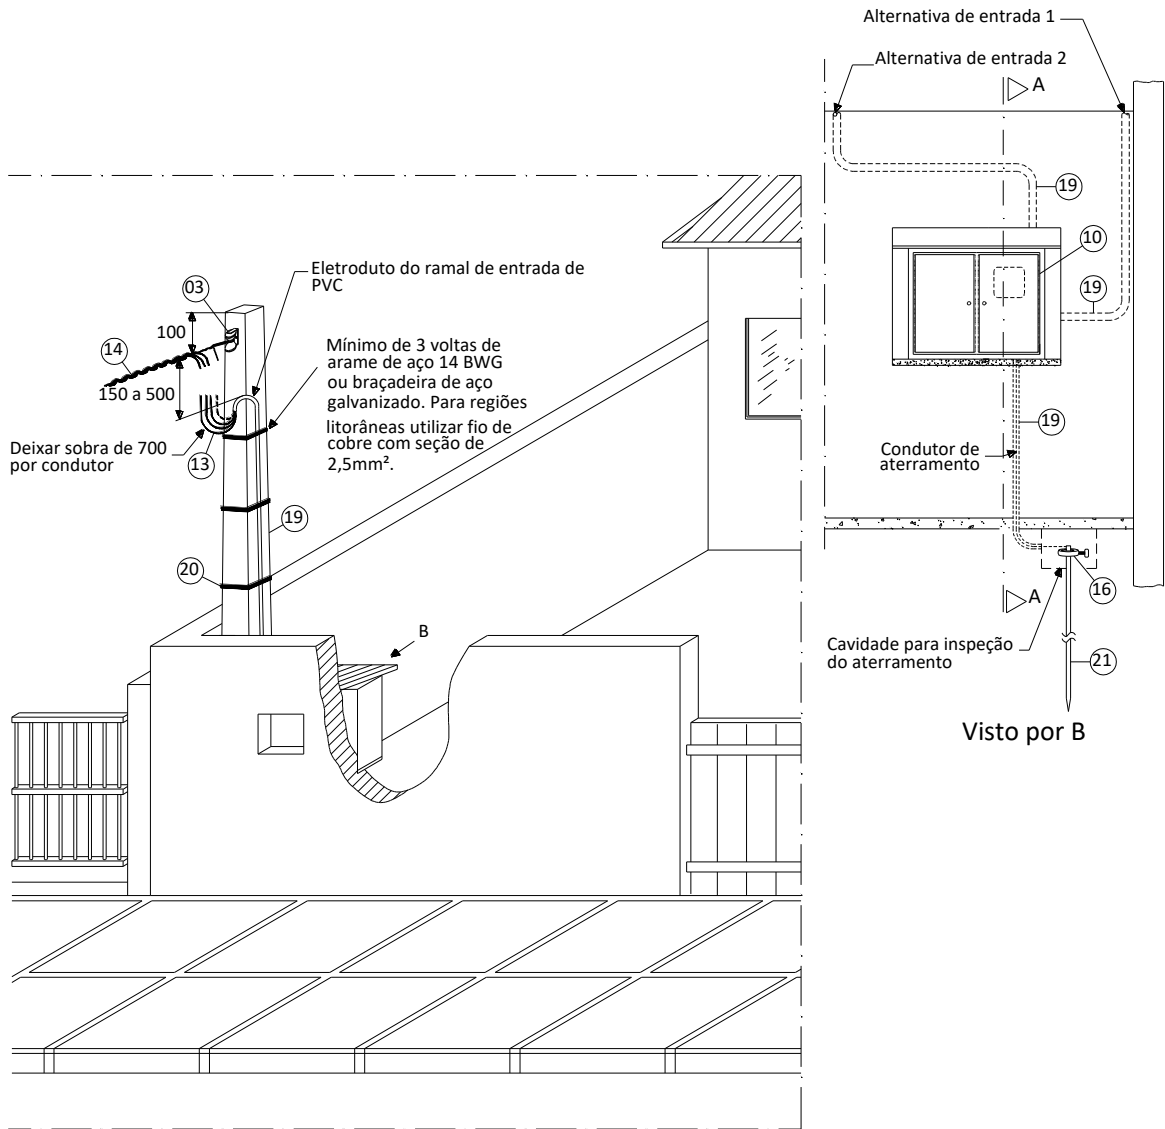 Alternativa de entrada 1
Alternativa de entrada 2
A
19
10
19
Eletroduto do ramal de entrada de
PVC
03
100
14
150 a 500
Mínimo de 3 voltas de
arame de aço 14 BWG
ou braçadeira de aço
galvanizado. Para regiões
litorâneas utilizar fio de
cobre com seção de
2,5mm².
Deixar sobra de 700
por condutor
13
19
20
B
19
Condutor de
aterramento
16
A
Cavidade para inspeção
do aterramento
21
Visto por B